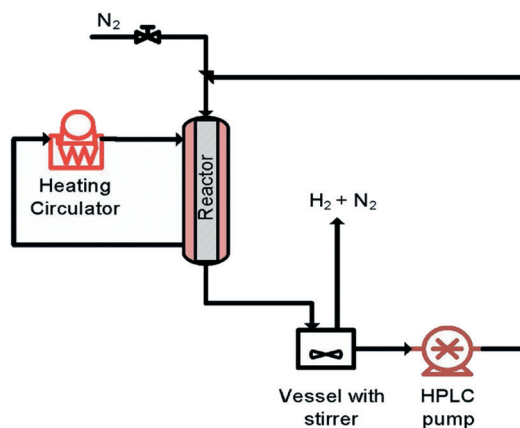 N₂
Heating
Circulator
Reactor
H₂ + N₂
Vessel with
stirrer
HPLC
pump